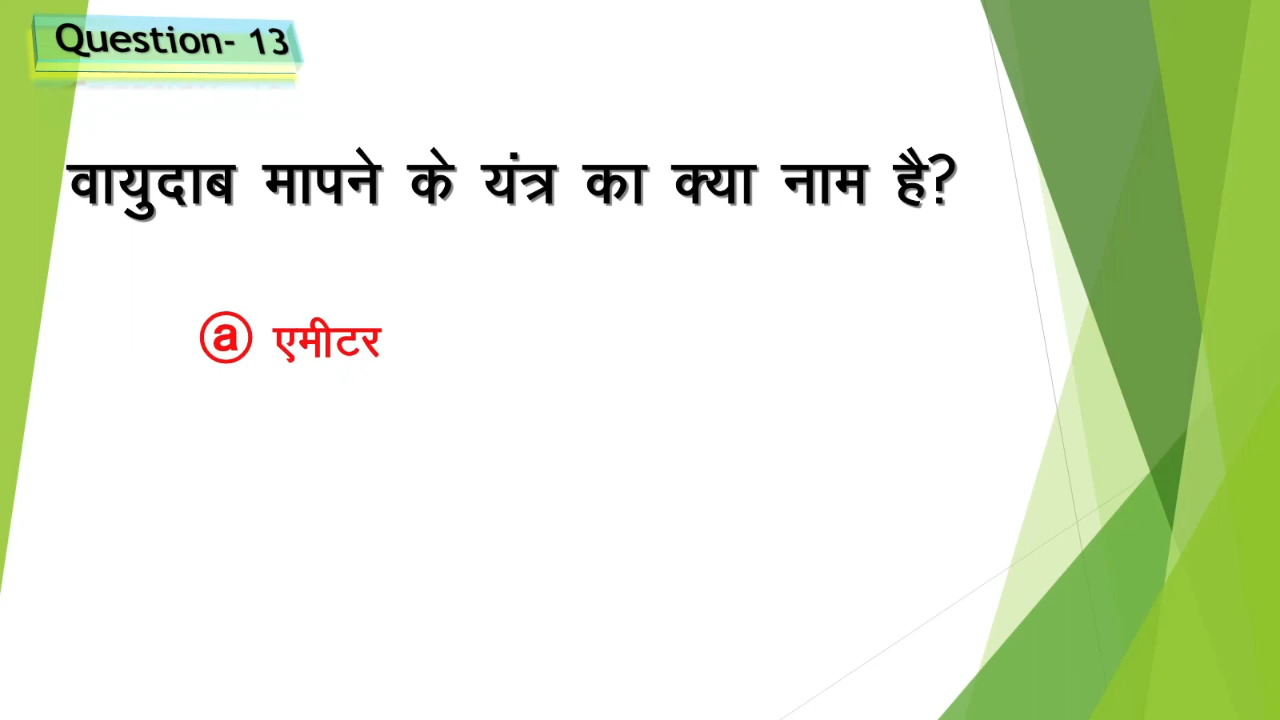 Question- 13
वायुदाब मापने के यंत्र का क्या नाम है?
ⓐ एमीटर